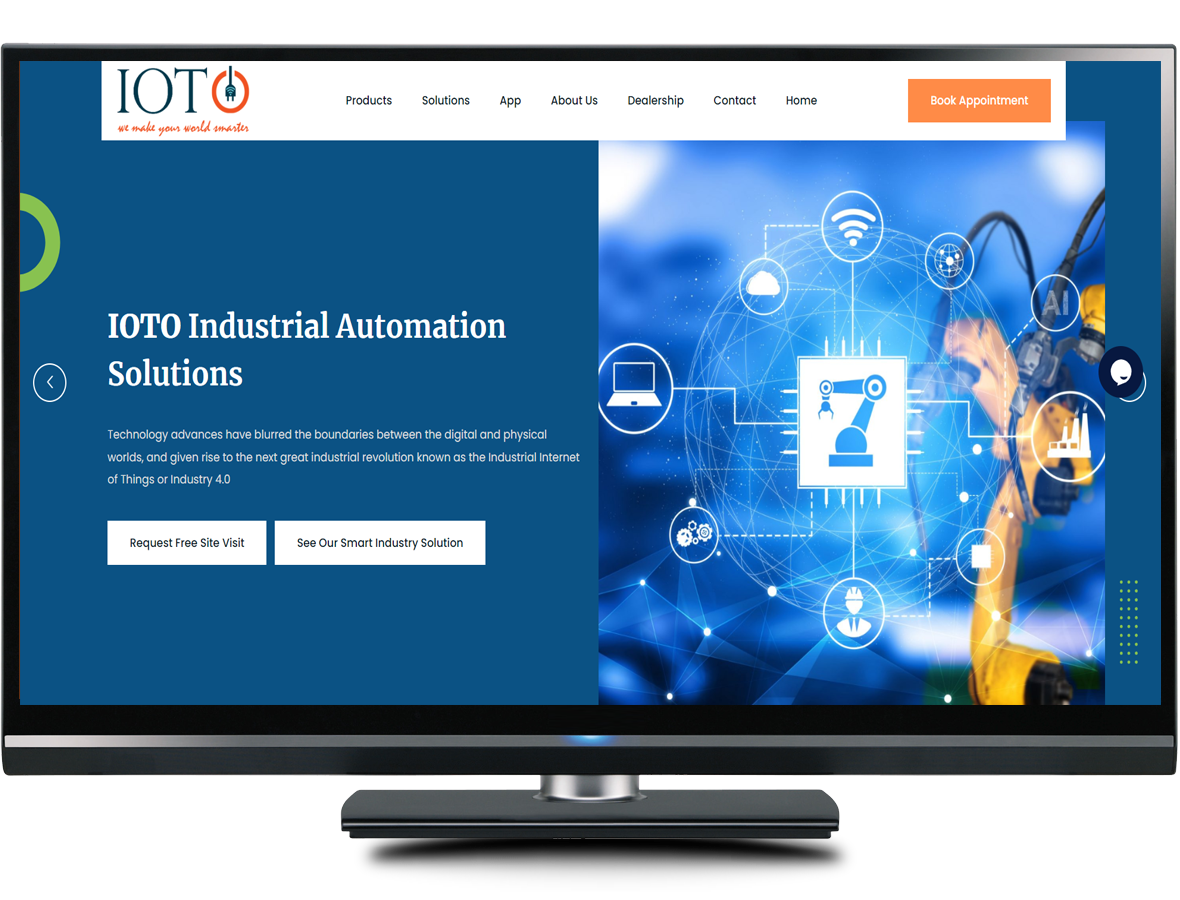 IOTO
we make your world smarter
Products Solutions App About Us Dealership Contact Home
Book Appointment
AI
IOTO Industrial Automation
Solutions
Technology advances have blurred the boundaries between the digital and physical
worlds, and given rise to the next great industrial revolution known as the Industrial Internet
of Things or Industry 4.0
Request Free Site Visit
See Our Smart Industry Solution